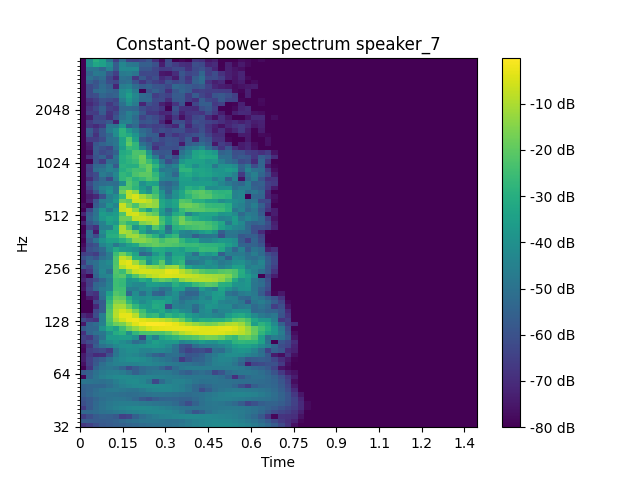 Constant-Q power spectrum speaker_7
2048
1024
512
256
128
64
32
Hz
0 0.15 0.3 0.45 0.6 0.75 0.9 1.1 1.2 1.4
Time
-10 dB
-20 dB
-30 dB
-40 dB
-50 dB
-60 dB
-70 dB
-80 dB